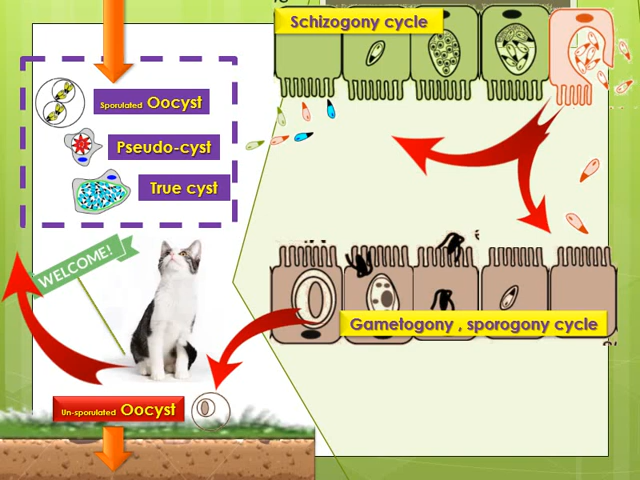 Schizogony cycle
Sporulated Oocyst
Pseudo-cyst
True cyst
WELCOME!
Gametogony , sporogony cycle
Un-sporulated Oocyst